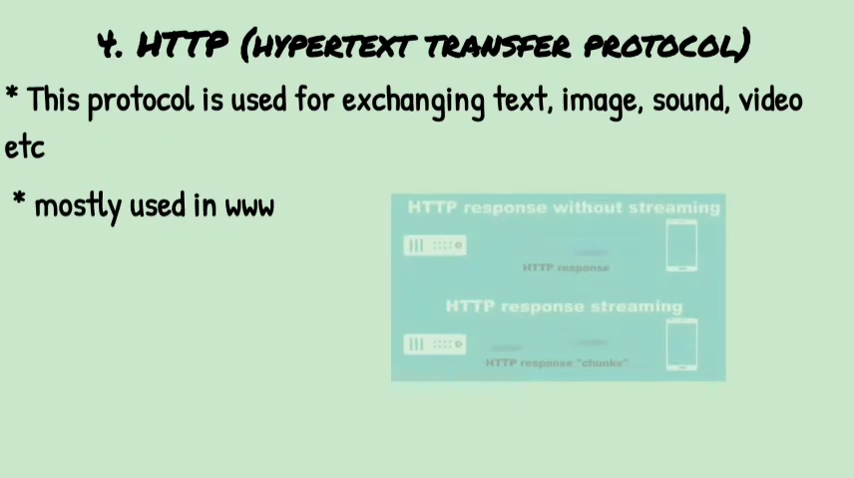 4. HTTP (HYPERTEXT TRANSFER PROTOCOL)
* This protocol is used for exchanging text, image, sound, video
etc
* mostly used in www
HTTP response without streaming
HTTP response
HTTP response streaming
HTTP response "chunks"